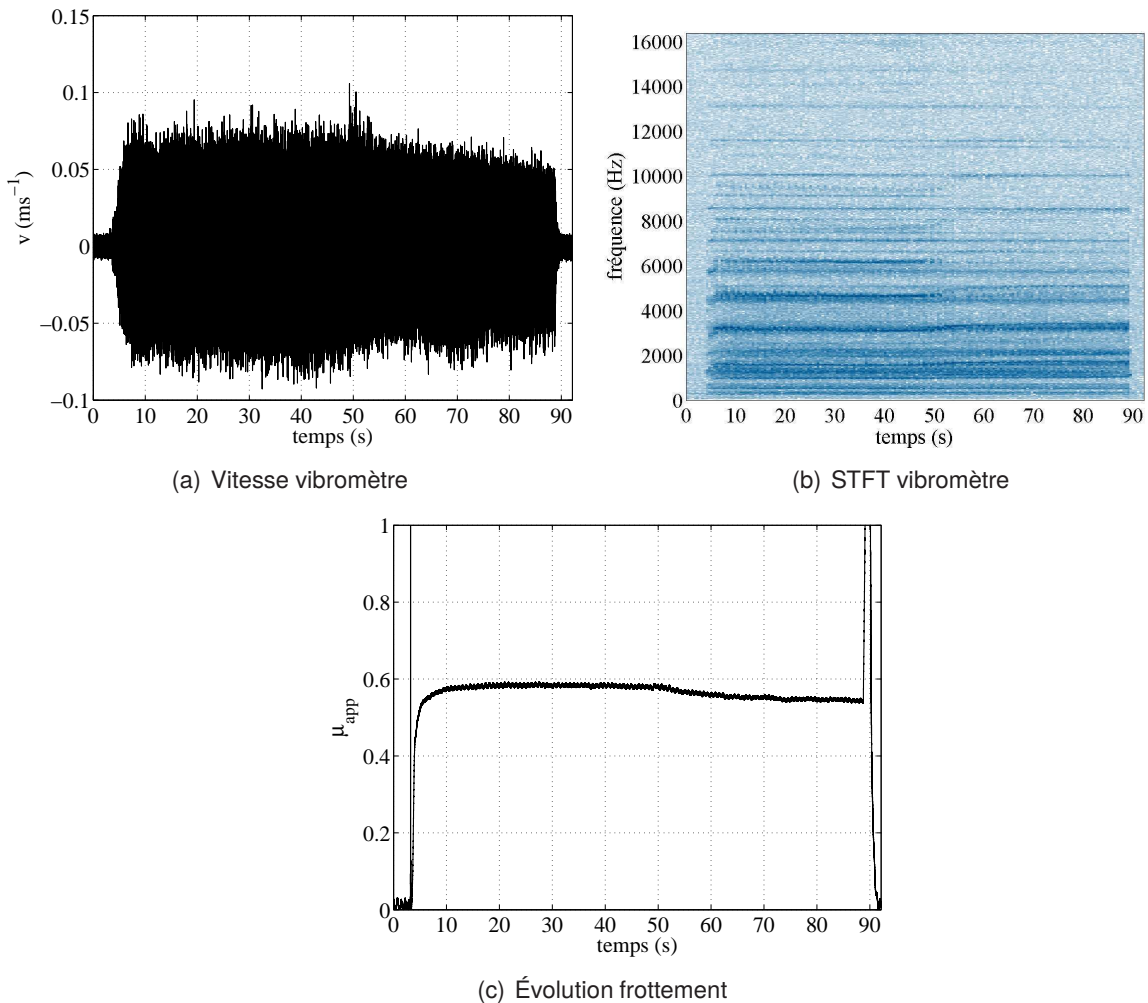 0.15
0.1
0.05
0
−0.05
−0.1
v (ms⁻¹)
0 10 20 30 40 50 60 70 80 90
temps (s)
(a) Vitesse vibromètre
16000
14000
12000
10000
8000
6000
4000
2000
0
fréquence (Hz)
0 10 20 30 40 50 60 70 80 90
temps (s)
(b) STFT vibromètre
1
0.8
0.6
0.4
0.2
0
μapp
0 10 20 30 40 50 60 70 80 90
temps (s)
(c) Évolution frottement